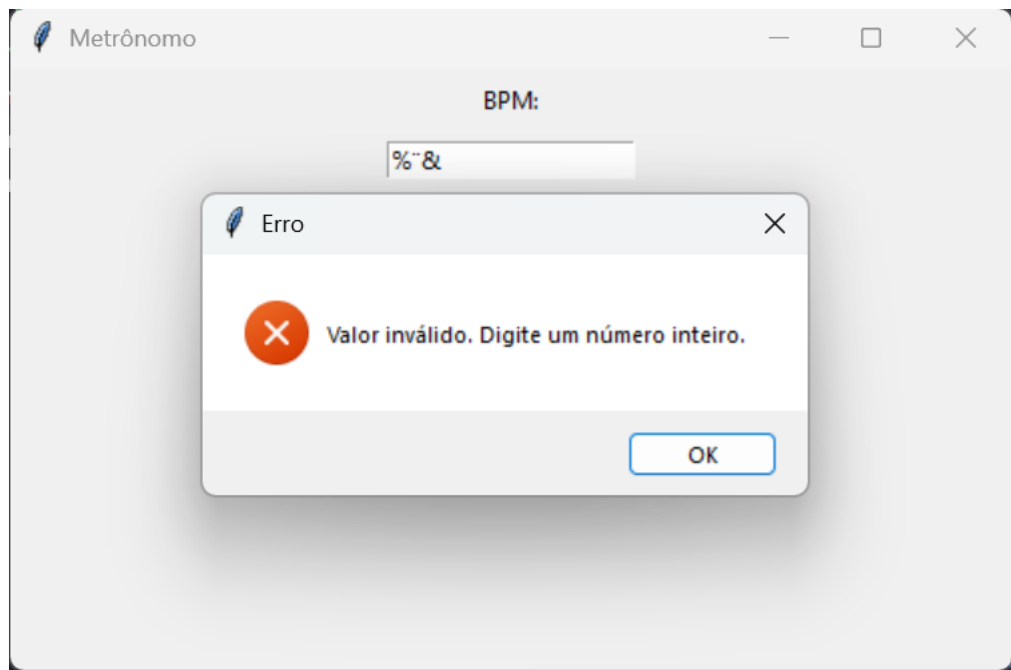 Metrônomo
BPM:
%¨&
Erro
Valor inválido. Digite um número inteiro.
OK